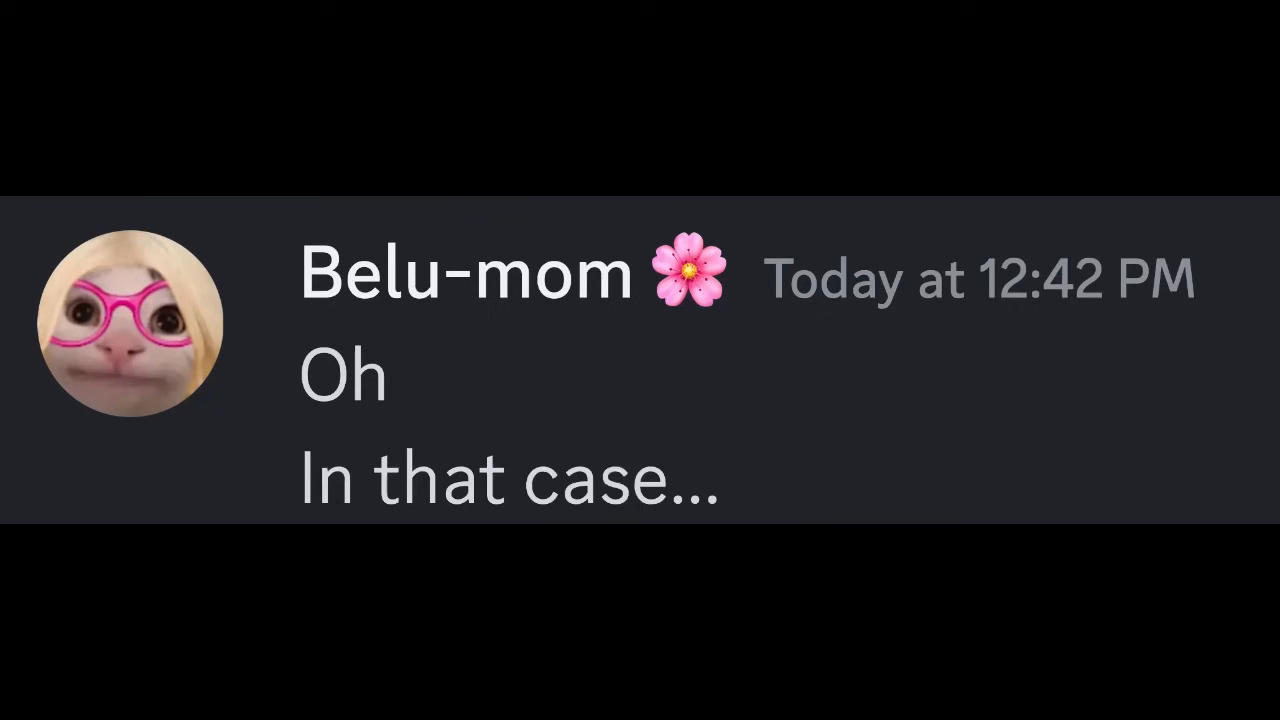 Belu-mom 🌸 Today at 12:42 PM
Oh
In that case...